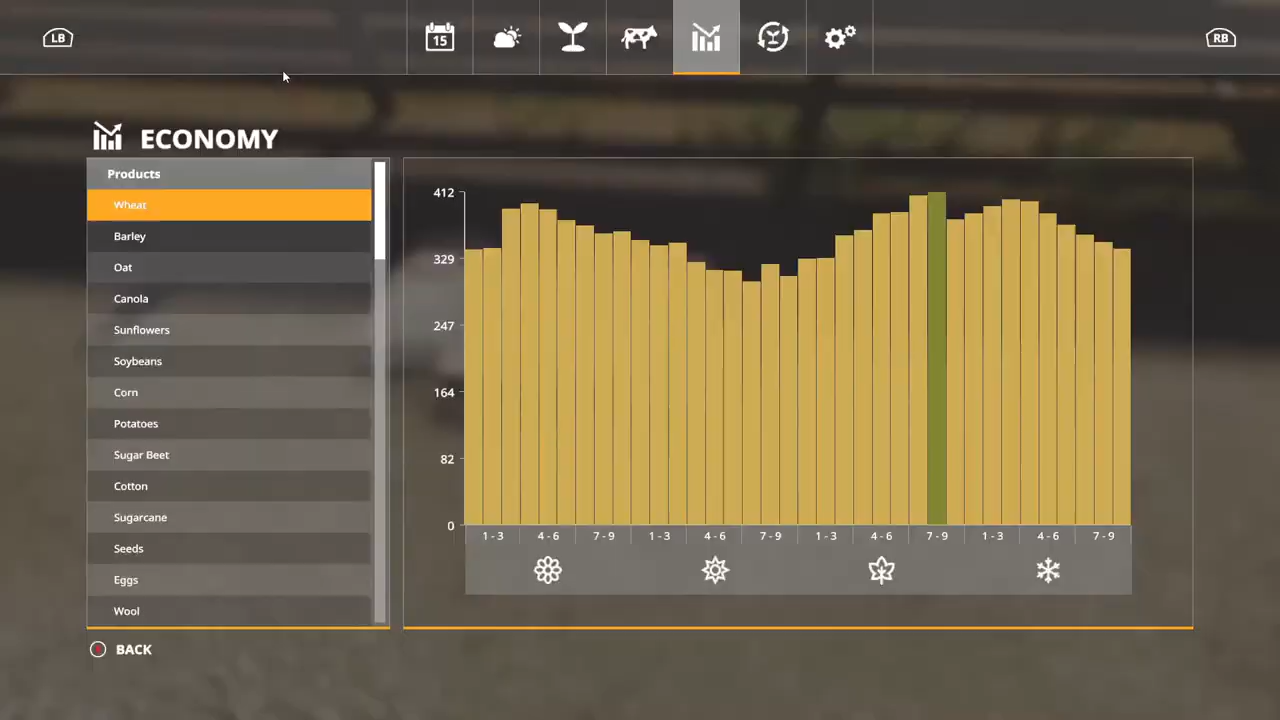 LB
15
RB
ECONOMY
Products
Wheat
Barley
Oat
Canola
Sunflowers
Soybeans
Corn
Potatoes
Sugar Beet
Cotton
Sugarcane
Seeds
Eggs
Wool
412
329
247
164
82
0
1 - 3 4 - 6 7 - 9 1 - 3 4 - 6 7 - 9 1 - 3 4 - 6 7 - 9 1 - 3 4 - 6 7 - 9
BACK